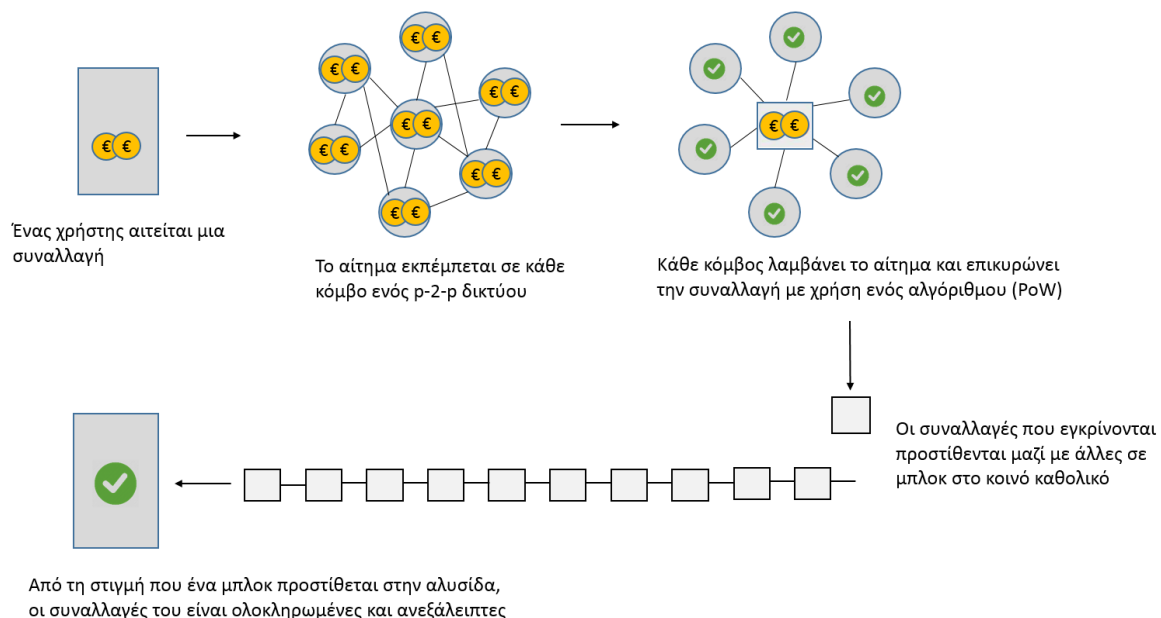 € €
€ €
€ €
€ €
€ €
€ €
€ €
€ €
€ €
Ένας χρήστης αιτείται μια
συναλλαγή
Το αίτημα εκπέμπεται σε κάθε
κόμβο ενός p-2-p δικτύου
Κάθε κόμβος λαμβάνει το αίτημα και επικυρώνει
την συναλλαγή με χρήση ενός αλγόριθμου (PoW)
Οι συναλλαγές που εγκρίνονται
προστίθενται μαζί με άλλες σε
μπλοκ στο κοινό καθολικό
Από τη στιγμή που ένα μπλοκ προστίθεται στην αλυσίδα,
οι συναλλαγές του είναι ολοκληρωμένες και ανεξάλειπτες